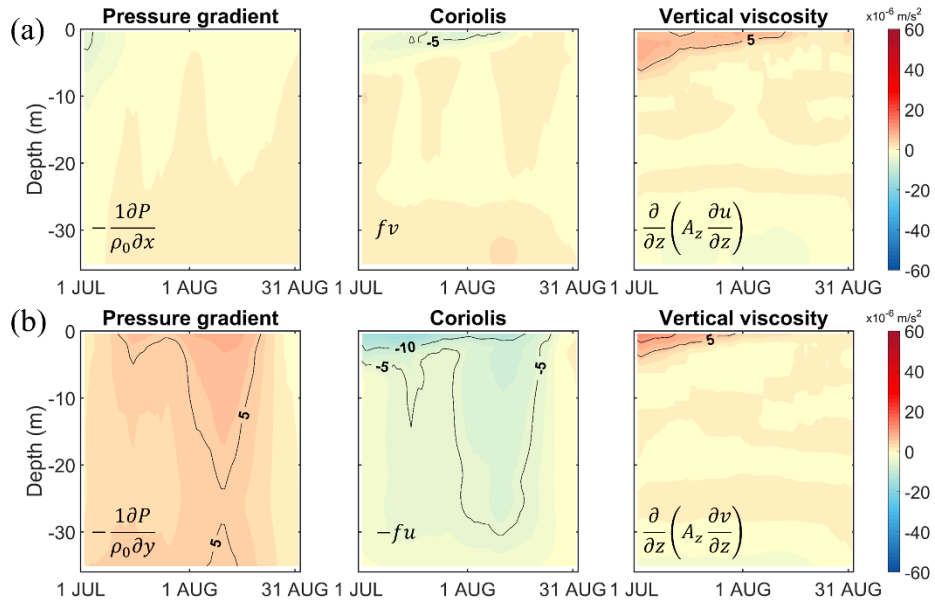 (a)
Pressure gradient
Coriolis
Vertical viscosity
x10⁻⁶ m/s²
Depth (m)
0
-10
-20
-30
-5
5
− 1∂P / ρ₀∂x
fv
∂/∂z (A_z ∂u/∂z)
60
40
20
0
-20
-40
-60
1 JUL 1 AUG 31 AUG
1 JUL 1 AUG 31 AUG
1 JUL 1 AUG 31 AUG
(b)
Pressure gradient
Coriolis
Vertical viscosity
x10⁻⁶ m/s²
Depth (m)
0
-10
-20
-30
5
5
-10
-5
-5
5
− 1∂P / ρ₀∂y
−fu
∂/∂z (A_z ∂v/∂z)
60
40
20
0
-20
-40
-60
1 JUL 1 AUG 31 AUG
1 JUL 1 AUG 31 AUG
1 JUL 1 AUG 31 AUG